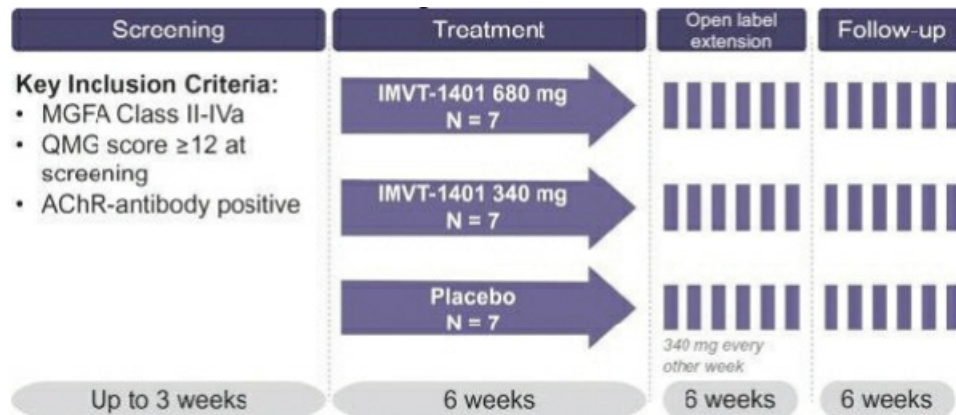 Screening
Treatment
Open label
extension
Follow-up
Key Inclusion Criteria:
• MGFA Class II-IVa
• QMG score ≥12 at
screening
• AChR-antibody positive
IMVT-1401 680 mg
N = 7
IMVT-1401 340 mg
N = 7
Placebo
N = 7
340 mg every
other week
Up to 3 weeks
6 weeks
6 weeks
6 weeks